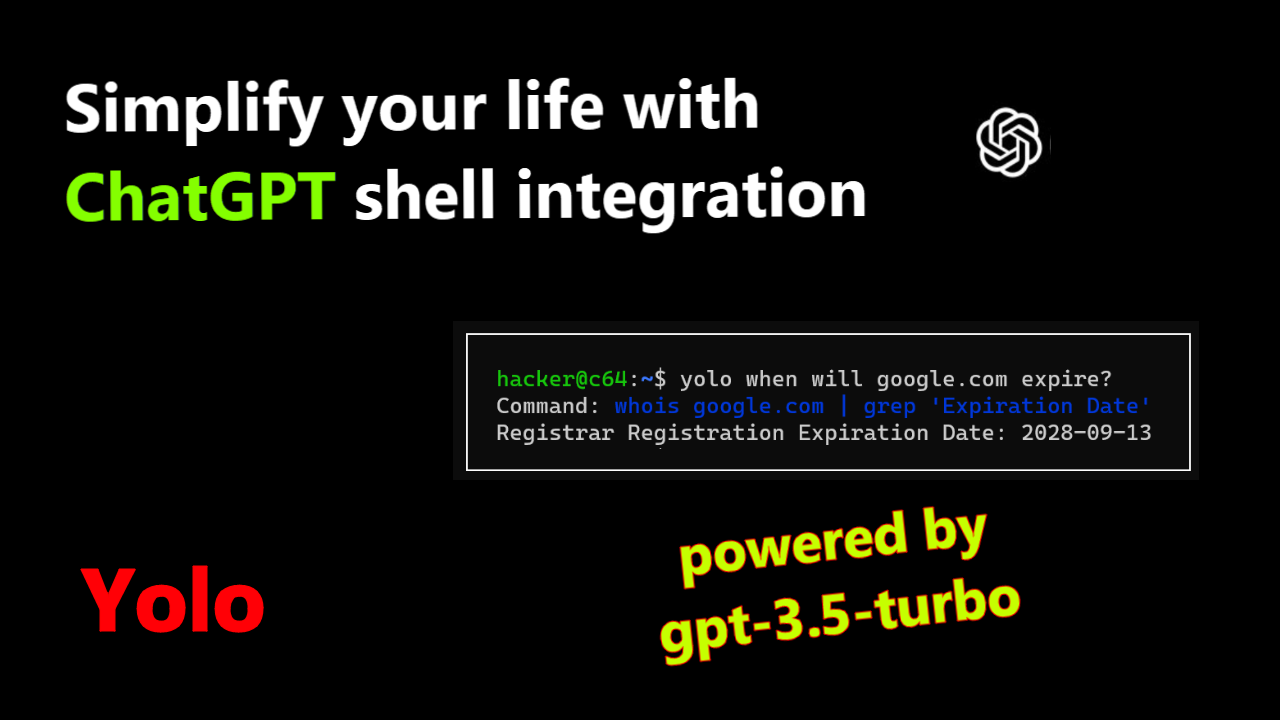 Simplify your life with
ChatGPT shell integration
hacker@c64:~$ yolo when will google.com expire?
Command: whois google.com | grep 'Expiration Date'
Registrar Registration Expiration Date: 2028-09-13
powered by
gpt-3.5-turbo
Yolo